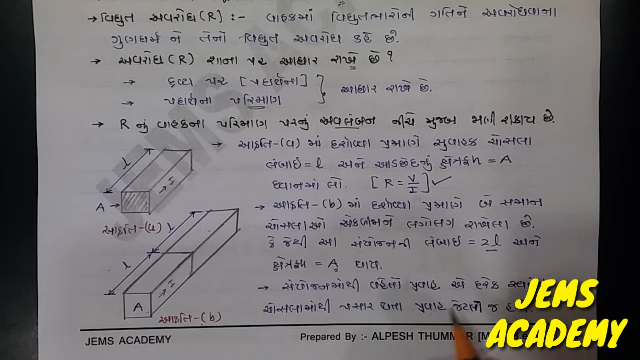 → વિદ્યુત અવરોધ (R) :- વાહકમાં વિદ્યુતભારોની ગતિને અવરોધવાના
ગુણધર્મ ને તેનો વિદ્યુત અવરોધ કહે છે.
→ અવરોધ (R) શાના પર આધાર રાખે છે ?
→ દ્રવ્ય પર [પદાર્થના]
→ પદાર્થના પરિમાણ
આધાર રાખે છે.
→ R નું વાહકના પરિમાણ પરનું અવલંબન નીચે મુજબ મળી શકાય છે.
→ આકૃતિ-(a) માં દર્શાવ્યા પ્રમાણે સુવાહક ચોસલા
લંબાઈ = l અને આડછેદનું ક્ષેત્રફળ = A
ધ્યાનમાં લો. [R = V/I] ✓
l
A → → I
આકૃતિ-(a)
→ આકૃતિ-(b) માં દર્શાવ્યા પ્રમાણે બે સમાન
ચોસલાઓ એકબીજાને લગોલગ રાખેલા છે.
કે જેથી આ સંયોજનની લંબાઈ = 2l અને
ક્ષેત્રફળ = A થાય.
l
l
A → I
આકૃતિ-(b)
→ સંયોજનમાંથી વહેતો પ્રવાહ એ દરેક
ચોસલામાંથી પસાર થતા પ્રવાહ જેટલો જ
JEMS ACADEMY
JEMS ACADEMY Prepared By :- ALPESH THUMMER